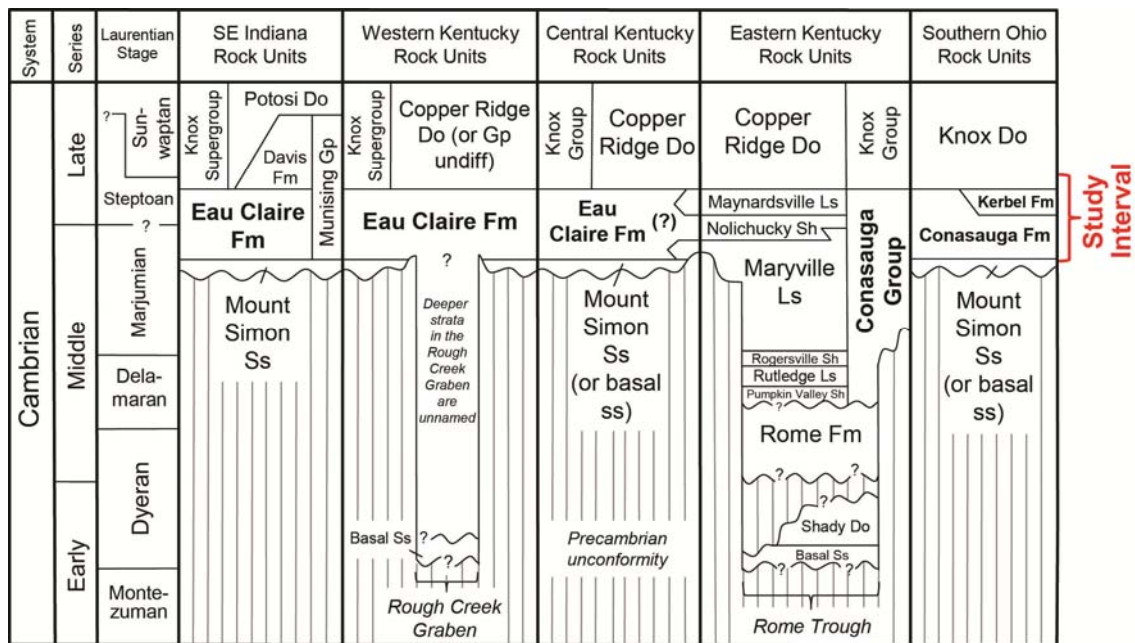 System
Series
Laurentian
Stage
SE Indiana
Rock Units
Western Kentucky
Rock Units
Central Kentucky
Rock Units
Eastern Kentucky
Rock Units
Southern Ohio
Rock Units
Cambrian
Late
Middle
Early
?
Sun-
waptan
Steptoan
?
Marjumian
Dela-
maran
Dyeran
Monte-
zuman
Knox
Supergroup
Potosi Do
Davis
Fm
Munising Gp
Eau Claire
Fm
Mount
Simon
Ss
Knox
Supergroup
Copper Ridge
Do (or Gp
undiff)
Eau Claire Fm
?
Deeper
strata
in the
Rough
Creek
Graben
are
unnamed
Basal Ss
?
?
Rough Creek
Graben
Knox
Group
Copper
Ridge Do
Eau
Claire Fm
(?)
Mount
Simon
Ss
(or basal
ss)
Precambrian
unconformity
Copper
Ridge Do
Knox
Group
Maynardsville Ls
Nolichucky Sh
Maryville
Ls
Conasauga
Group
Rogersville Sh
Rutledge Ls
Pumpkin Valley Sh
?
Rome Fm
?
?
?
Shady Do
Basal Ss
?
?
Rome Trough
Knox Do
Kerbel Fm
Conasauga Fm
Mount
Simon
Ss
(or basal
ss)
Study
Interval